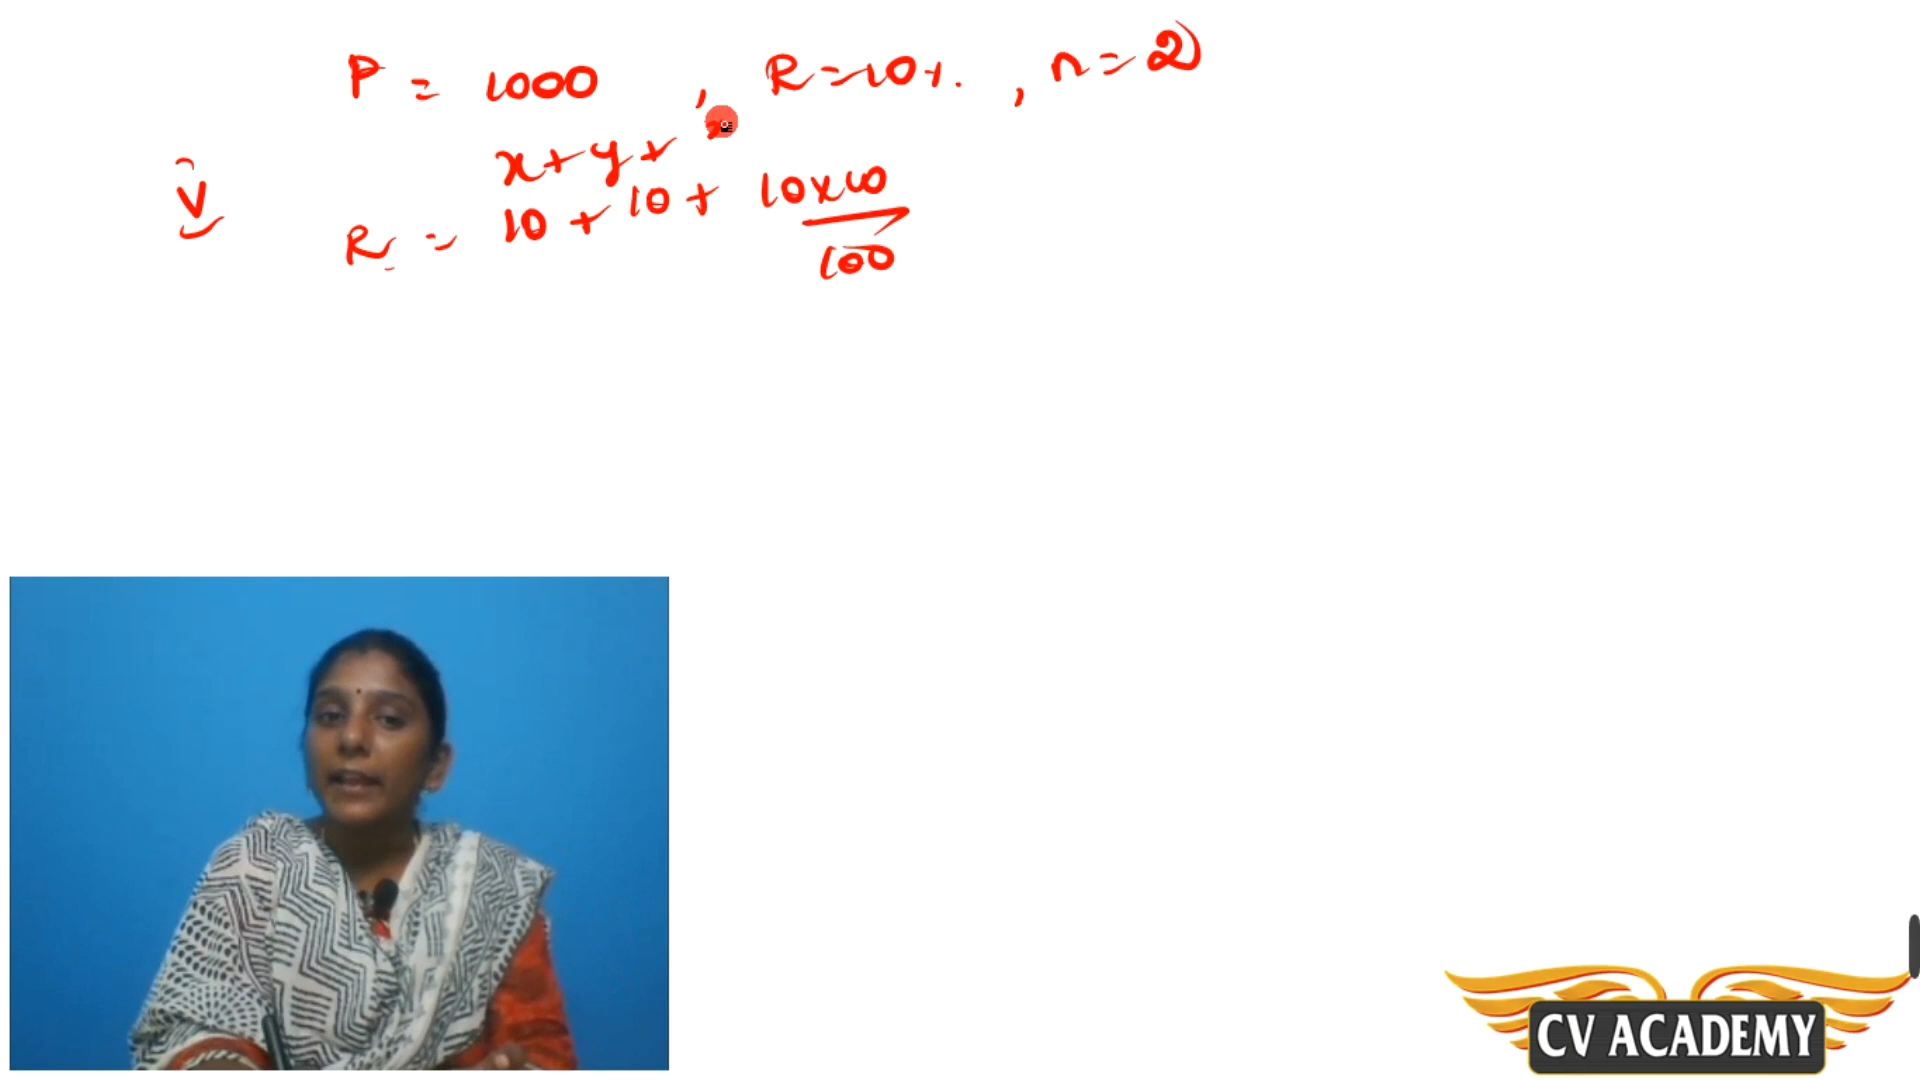 P = 1000 , R = 10% , n = 2
x + y +
V
R = 10 + 10 + 10x10
100
CV ACADEMY